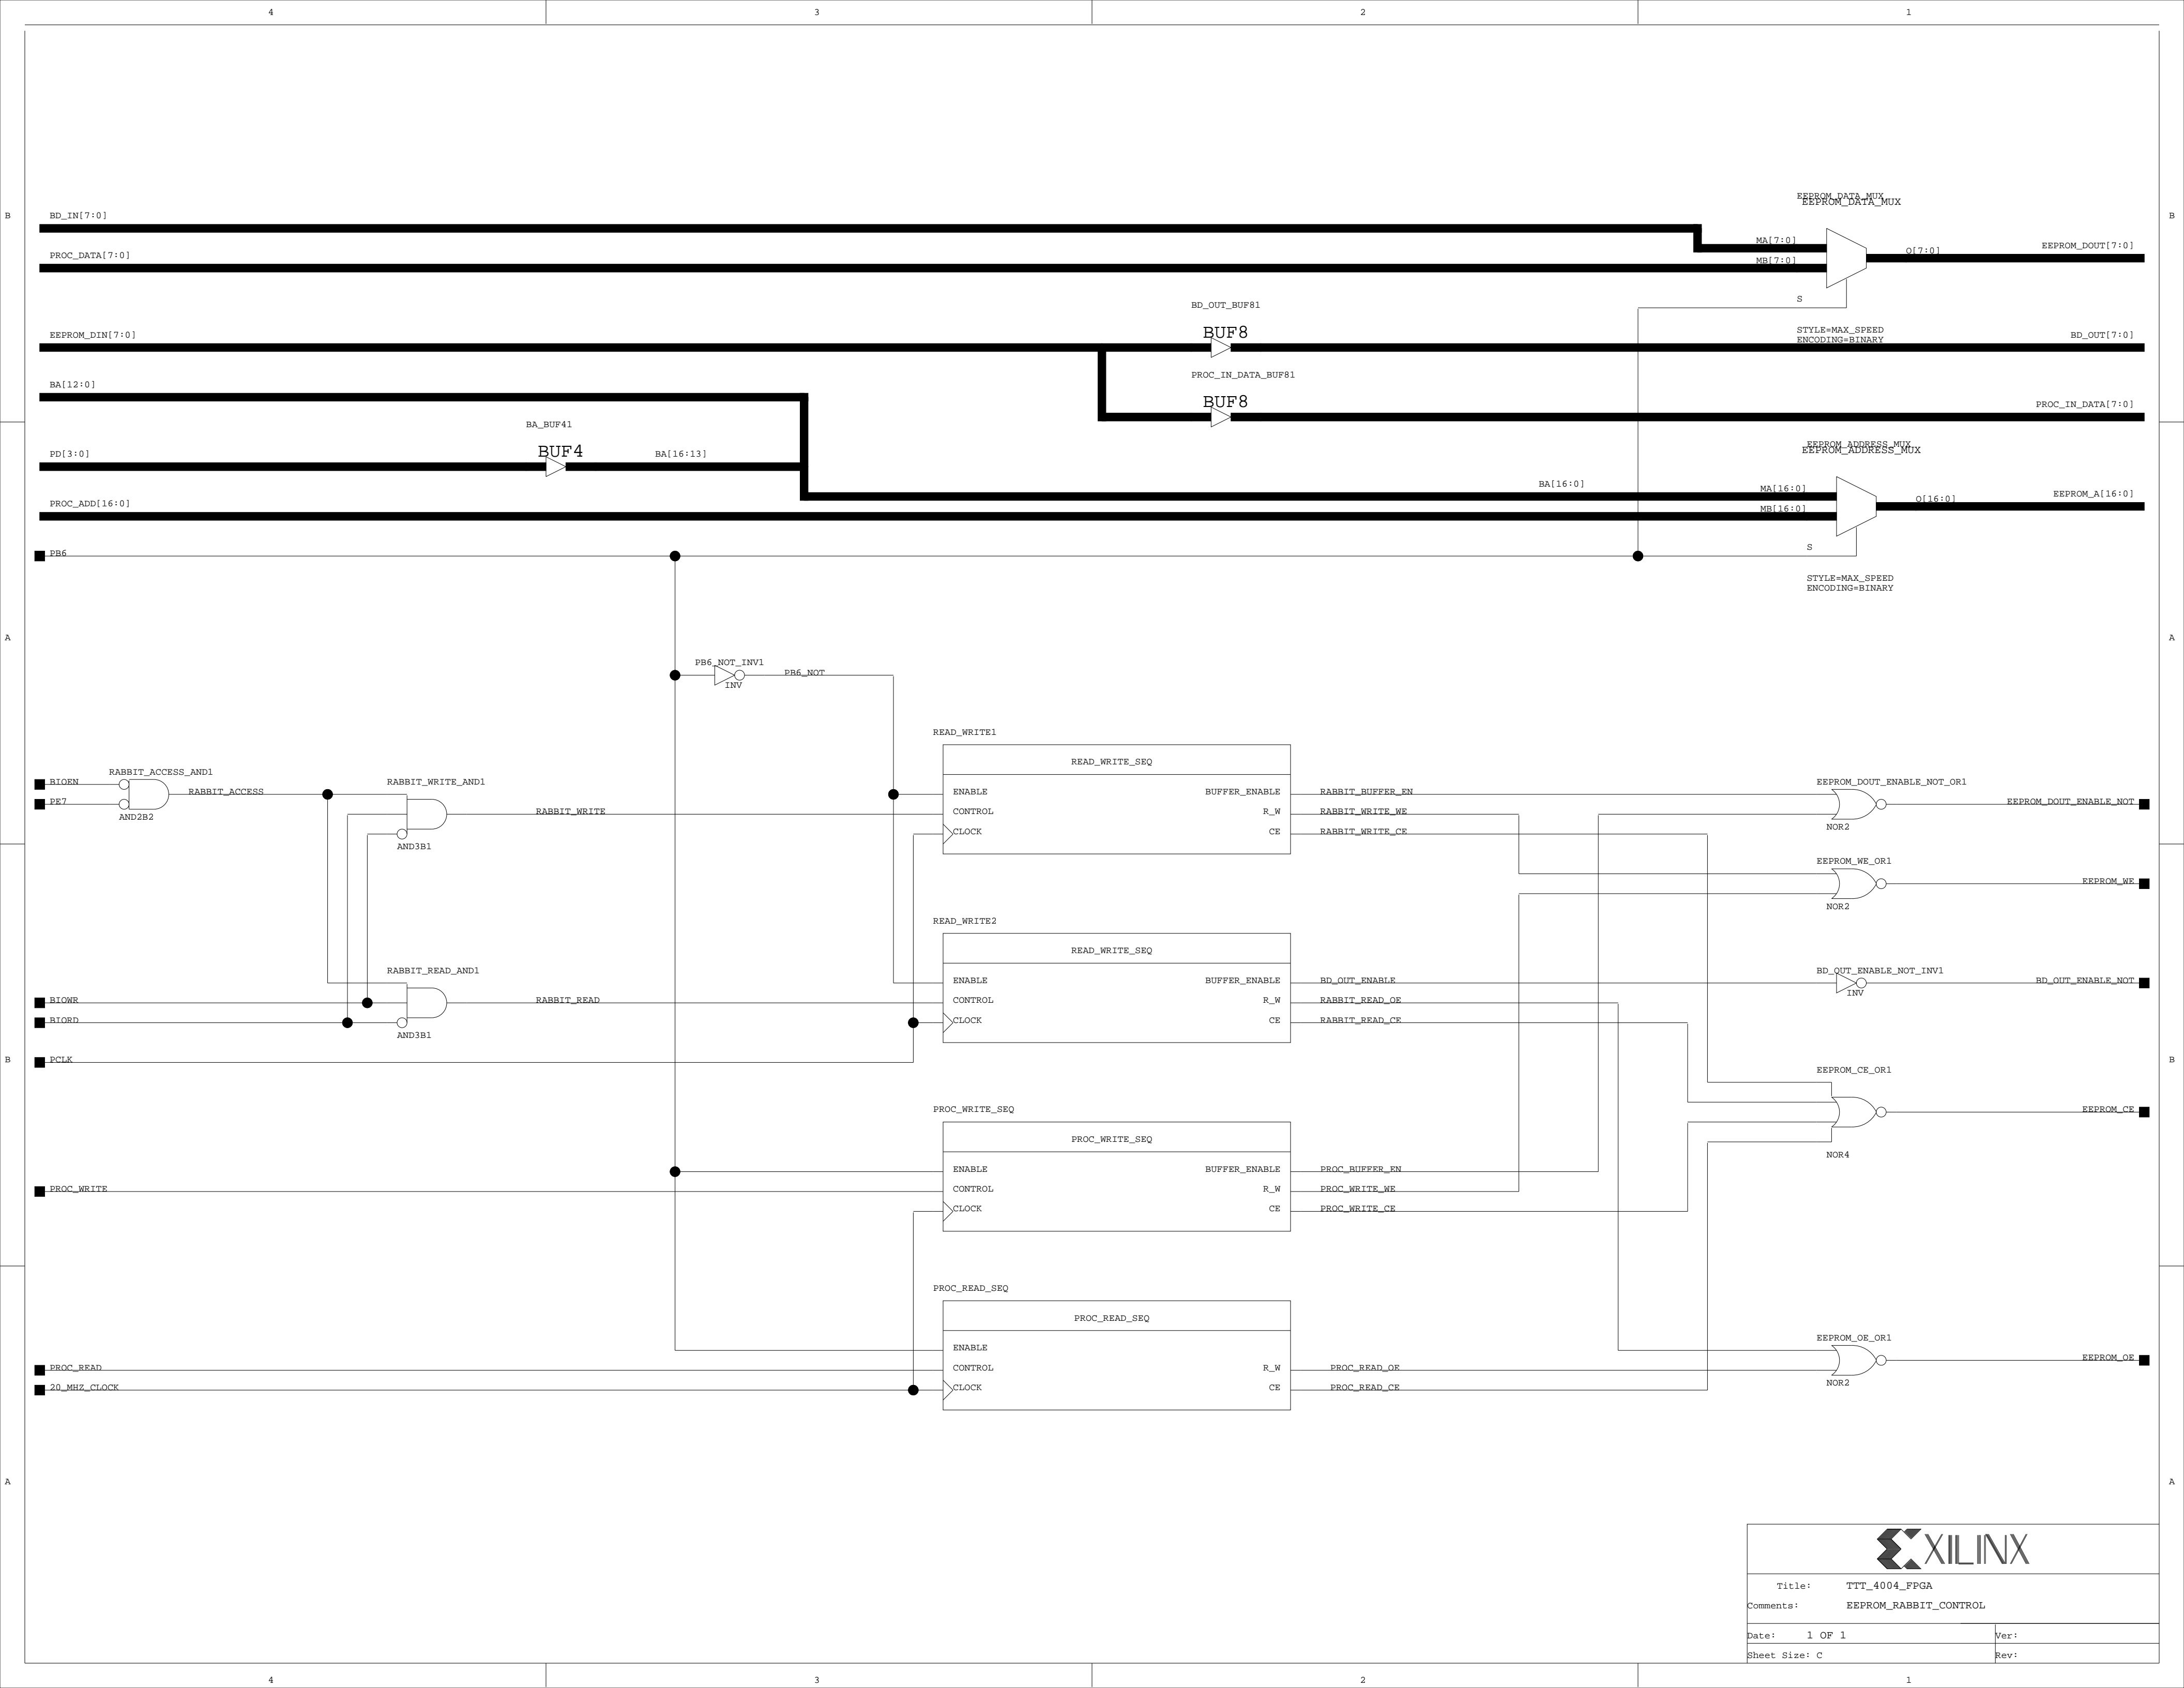 4 3 2 1
EEPROM_DATA_MUX
EEPROM_DATA_MUX
B BD_IN[7:0] B
MA[7:0]
O[7:0]
EEPROM_DOUT[7:0]
PROC_DATA[7:0]
MB[7:0]
S
BD_OUT_BUF81
BUF8
STYLE=MAX_SPEED
ENCODING=BINARY
EEPROM_DIN[7:0]
BD_OUT[7:0]
PROC_IN_DATA_BUF81
BUF8
BA[12:0]
PROC_IN_DATA[7:0]
BA_BUF41
BUF4
PD[3:0]
BA[16:13]
EEPROM_ADDRESS_MUX
EEPROM_ADDRESS_MUX
BA[16:0]
MA[16:0]
O[16:0]
EEPROM_A[16:0]
PROC_ADD[16:0]
MB[16:0]
S
PB6
STYLE=MAX_SPEED
ENCODING=BINARY
A A
PB6_NOT_INV1
PB6_NOT
INV
READ_WRITE1
READ_WRITE_SEQ
RABBIT_ACCESS_AND1
BIOEN
PE7
RABBIT_ACCESS
AND2B2
RABBIT_WRITE_AND1
RABBIT_WRITE
AND3B1
ENABLE BUFFER_ENABLE RABBIT_BUFFER_EN
CONTROL R_W RABBIT_WRITE_WE
CLOCK CE RABBIT_WRITE_CE
EEPROM_DOUT_ENABLE_NOT_OR1
EEPROM_DOUT_ENABLE_NOT
NOR2
EEPROM_WE_OR1
EEPROM_WE
NOR2
READ_WRITE2
READ_WRITE_SEQ
RABBIT_READ_AND1
RABBIT_READ
AND3B1
ENABLE BUFFER_ENABLE BD_OUT_ENABLE
CONTROL R_W RABBIT_READ_OE
CLOCK CE RABBIT_READ_CE
BD_OUT_ENABLE_NOT_INV1
BD_OUT_ENABLE_NOT
INV
BIOWR
BIORD
B PCLK B
EEPROM_CE_OR1
EEPROM_CE
NOR4
PROC_WRITE_SEQ
PROC_WRITE_SEQ
ENABLE BUFFER_ENABLE PROC_BUFFER_EN
PROC_WRITE CONTROL R_W PROC_WRITE_WE
CLOCK CE PROC_WRITE_CE
PROC_READ_SEQ
PROC_READ_SEQ
ENABLE
PROC_READ CONTROL R_W PROC_READ_OE
20_MHZ_CLOCK CLOCK CE PROC_READ_CE
EEPROM_OE_OR1
EEPROM_OE
NOR2
A A
XILINX
Title: TTT_4004_FPGA
Comments: EEPROM_RABBIT_CONTROL
Date: 1 OF 1 Ver:
Sheet Size: C Rev:
4 3 2 1